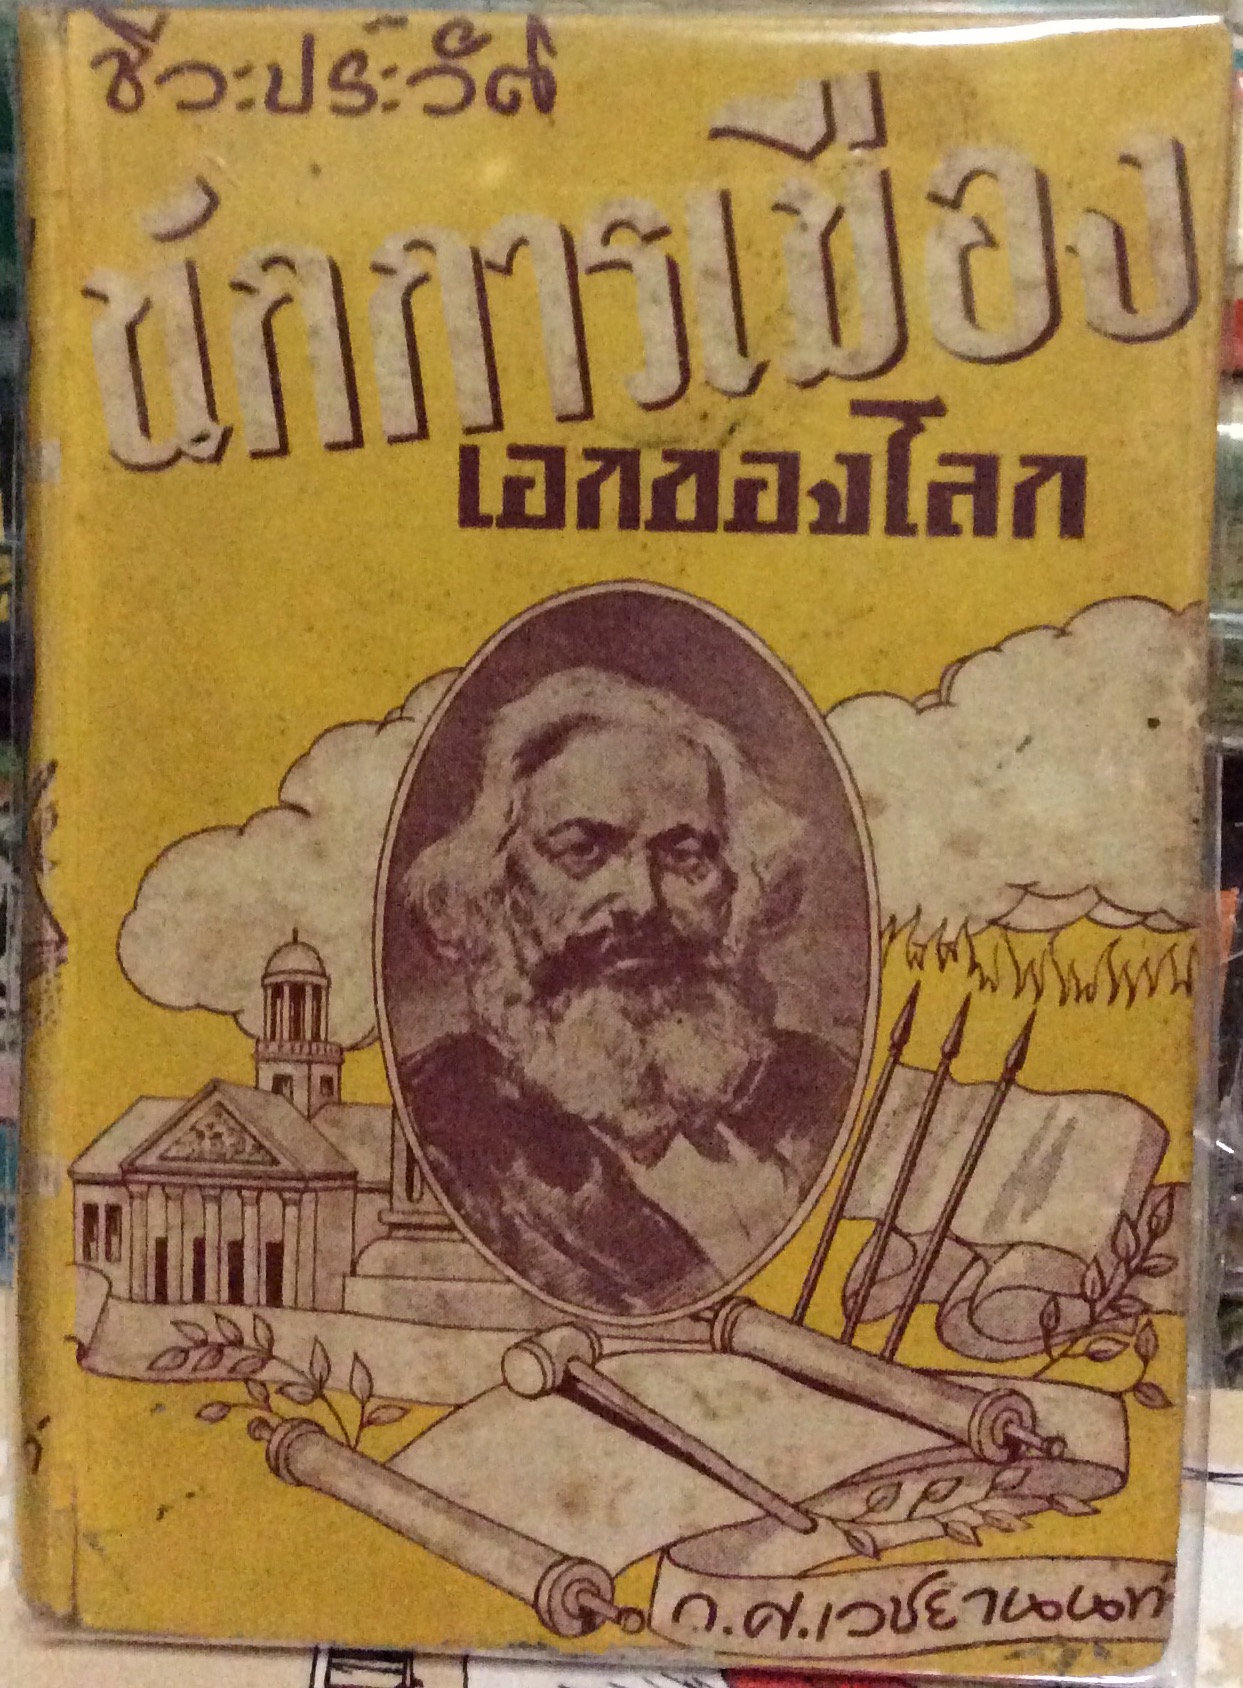 ชีวะประวัติ
นักการเมือง
เอกของโลก
ก.ศ.เวชยานนท์